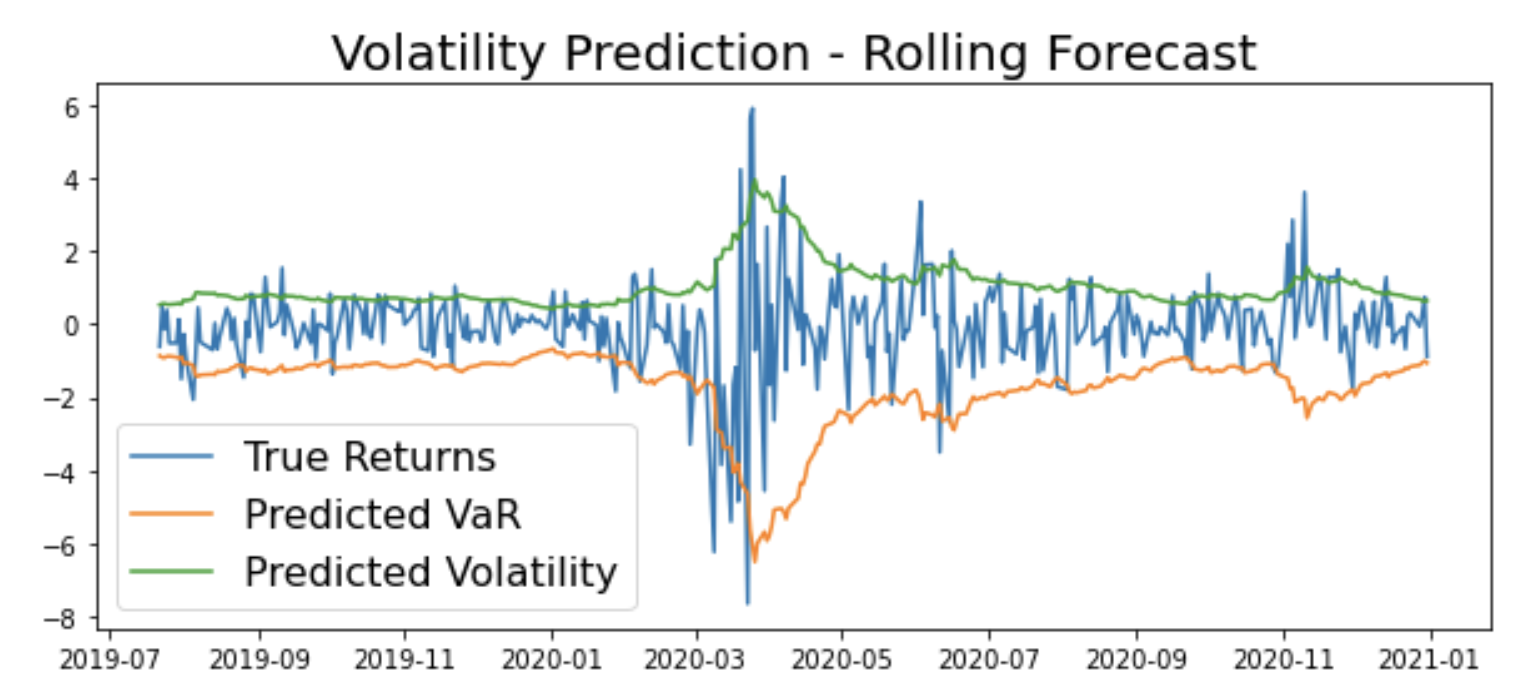 Volatility Prediction - Rolling Forecast
6
4
2
0
−2
−4
−6
−8
True Returns
Predicted VaR
Predicted Volatility
2019-07 2019-09 2019-11 2020-01 2020-03 2020-05 2020-07 2020-09 2020-11 2021-01